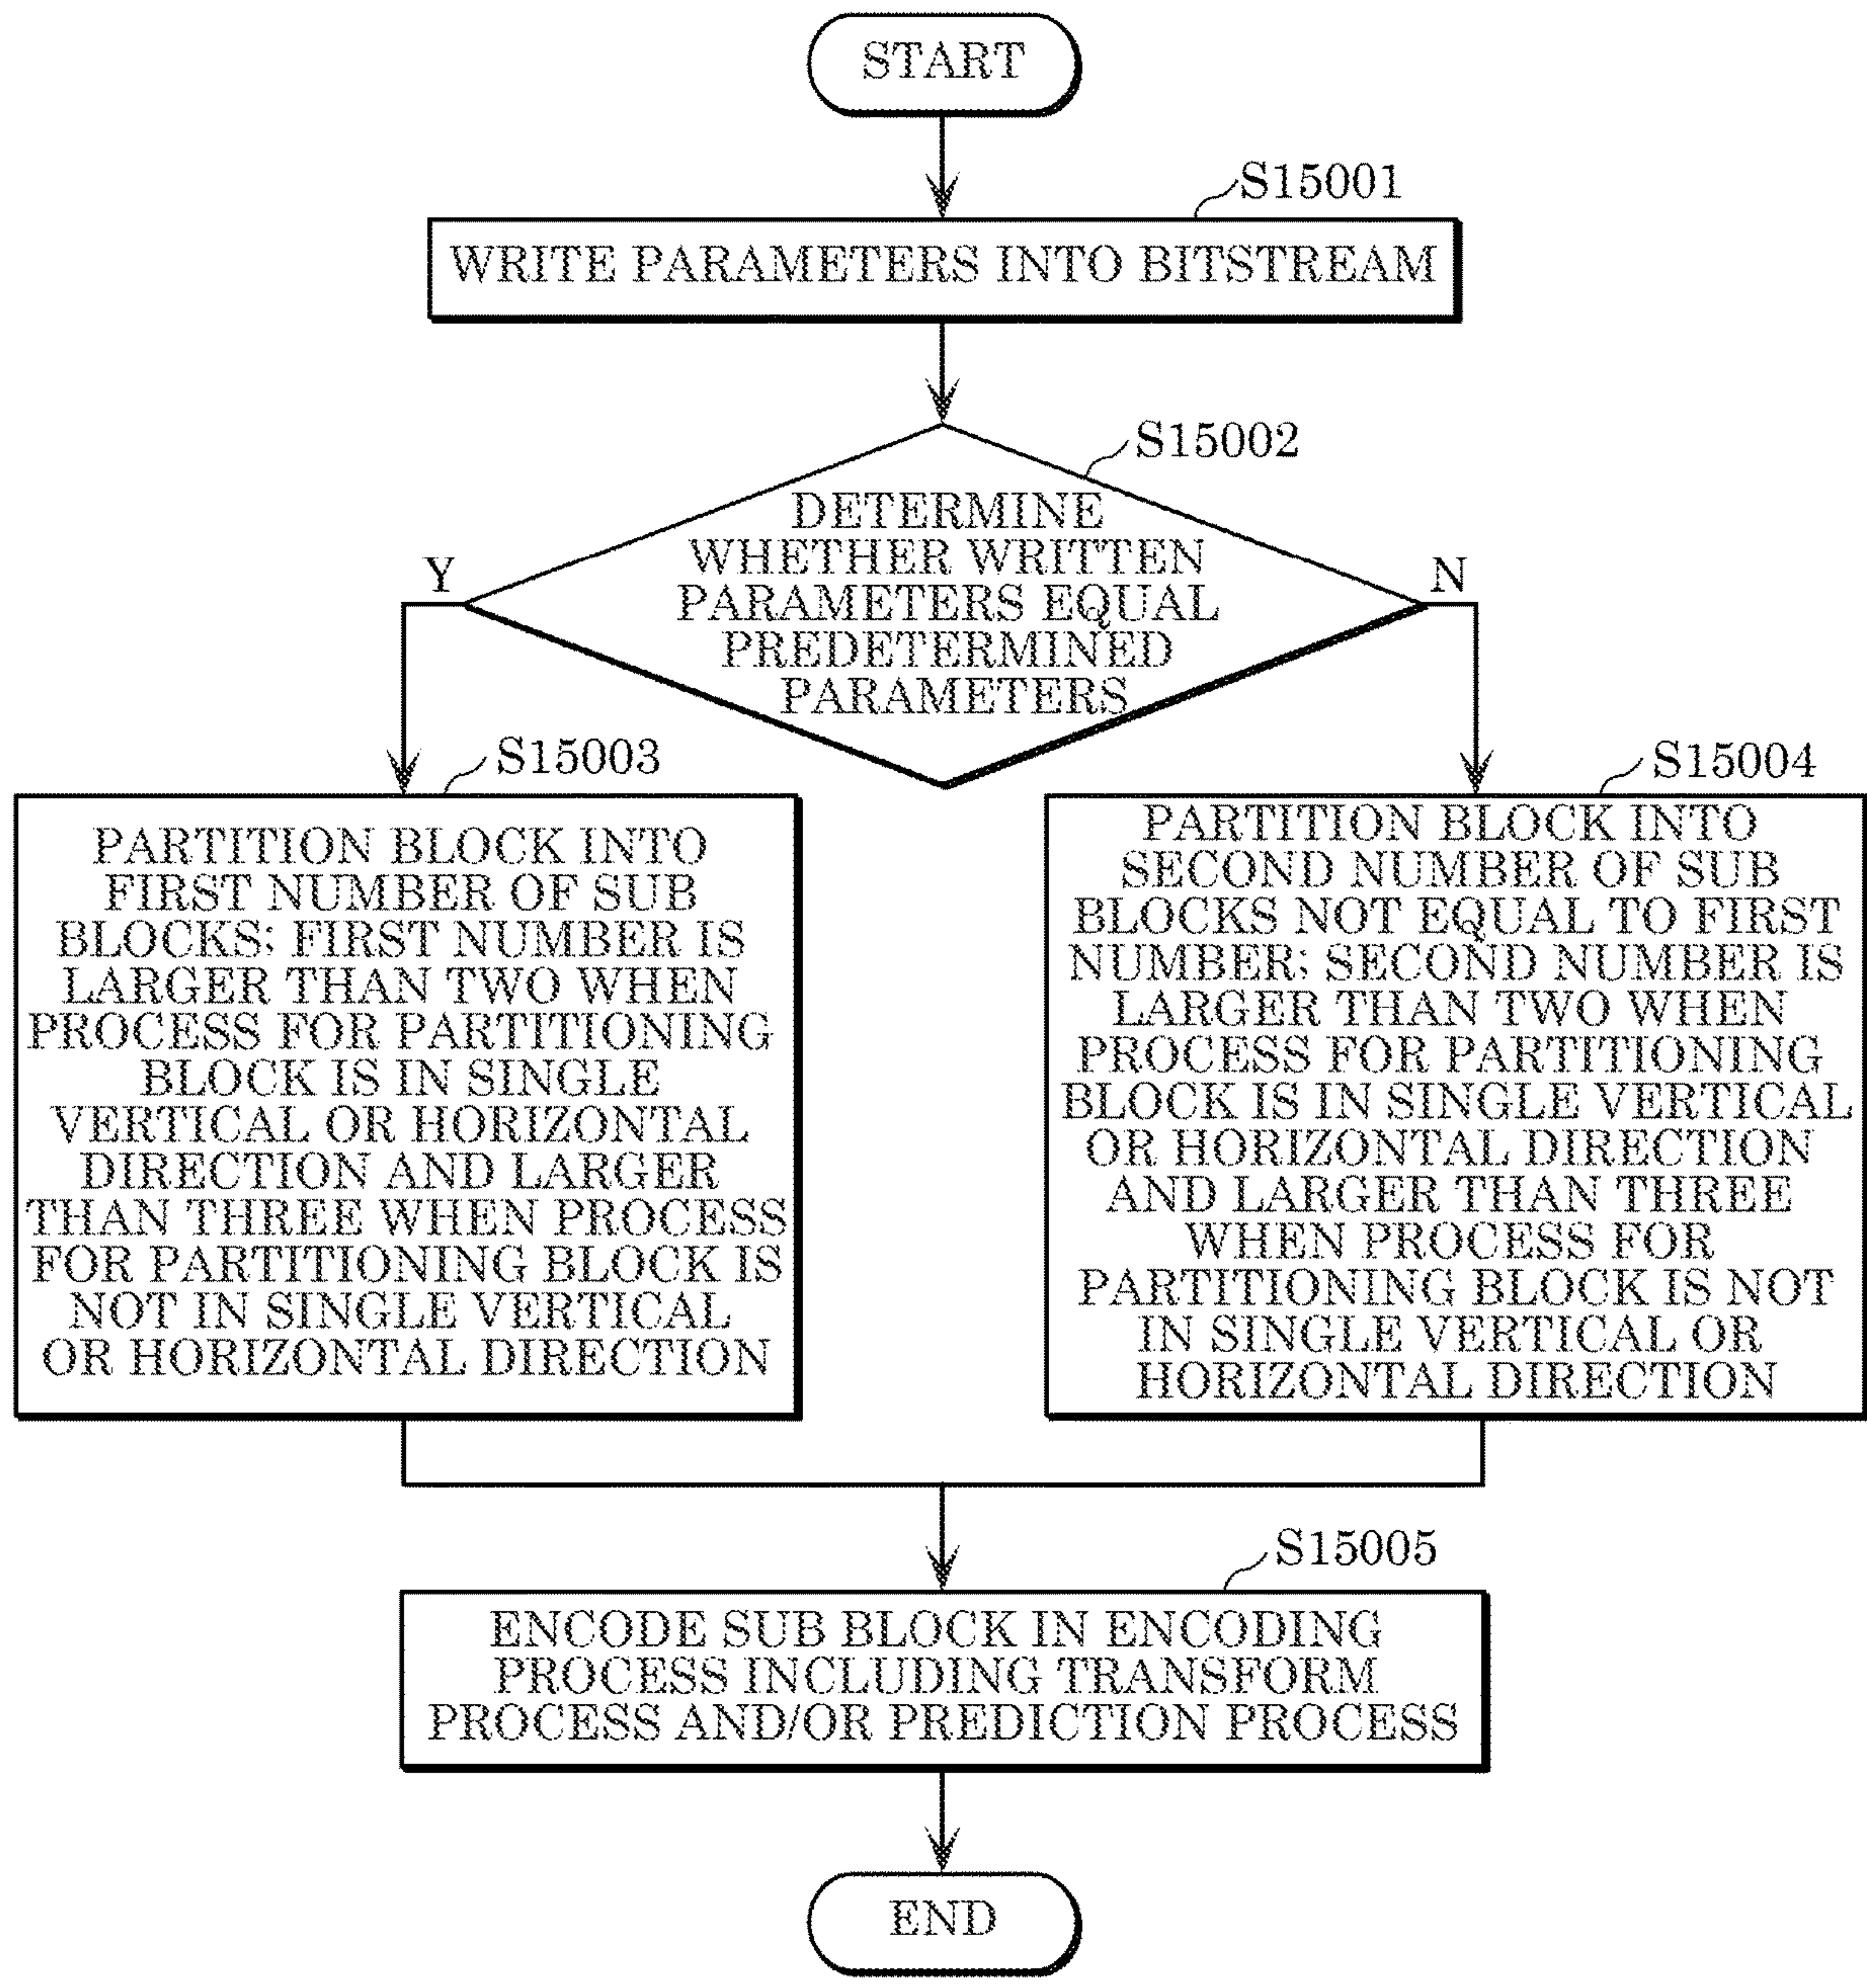 START
S15001
WRITE PARAMETERS INTO BITSTREAM
S15002
DETERMINE
WHETHER WRITTEN
PARAMETERS EQUAL
PREDETERMINED
PARAMETERS
Y
N
S15003
PARTITION BLOCK INTO
FIRST NUMBER OF SUB
BLOCKS; FIRST NUMBER IS
LARGER THAN TWO WHEN
PROCESS FOR PARTITIONING
BLOCK IS IN SINGLE
VERTICAL OR HORIZONTAL
DIRECTION AND LARGER
THAN THREE WHEN PROCESS
FOR PARTITIONING BLOCK IS
NOT IN SINGLE VERTICAL
OR HORIZONTAL DIRECTION
S15004
PARTITION BLOCK INTO
SECOND NUMBER OF SUB
BLOCKS NOT EQUAL TO FIRST
NUMBER; SECOND NUMBER IS
LARGER THAN TWO WHEN
PROCESS FOR PARTITIONING
BLOCK IS IN SINGLE VERTICAL
OR HORIZONTAL DIRECTION
AND LARGER THAN THREE
WHEN PROCESS FOR
PARTITIONING BLOCK IS NOT
IN SINGLE VERTICAL OR
HORIZONTAL DIRECTION
S15005
ENCODE SUB BLOCK IN ENCODING
PROCESS INCLUDING TRANSFORM
PROCESS AND/OR PREDICTION PROCESS
END